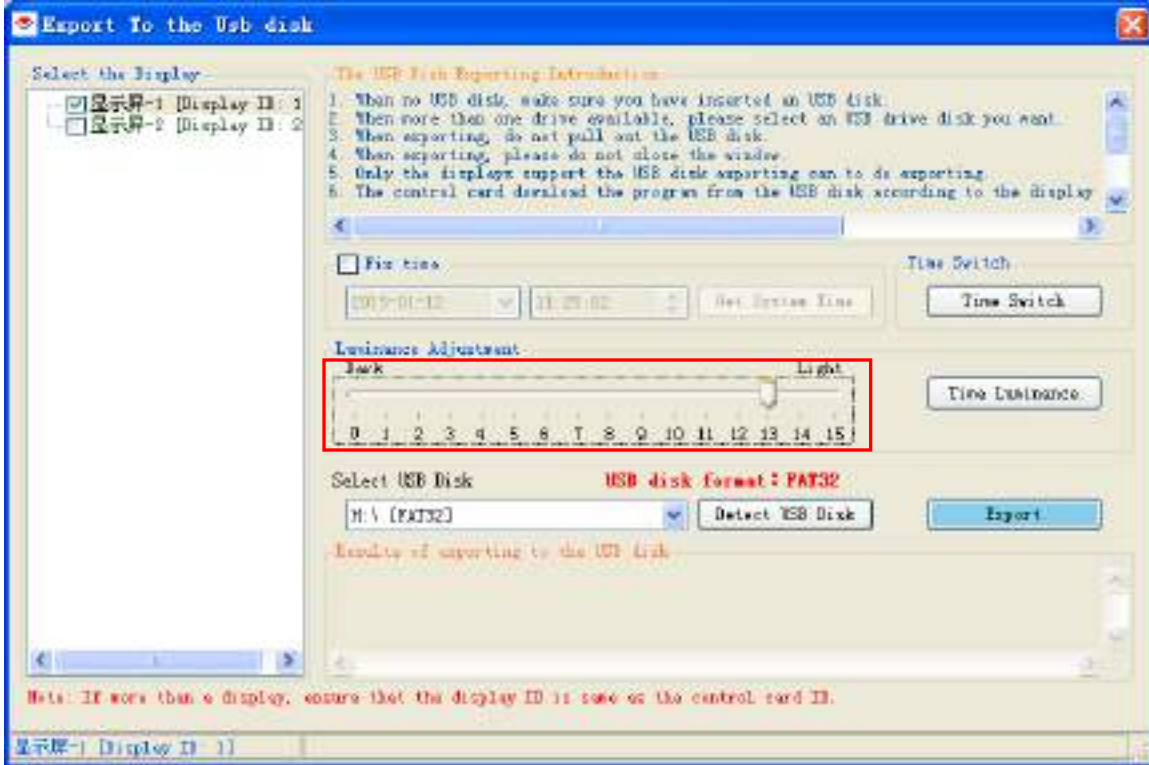 Export To the Usb disk
Select the Display
显示屏-1 [Display ID: 1
显示屏-2 [Display ID: 2
The USB Disk Exporting Introduction
1. When no USB disk, make sure you have inserted an USB disk.
2. When more than one drive available, please select an USB drive disk you want.
3. When exporting, do not pull out the USB disk.
4. When exporting, please do not close the window.
5. Only the displays support the USB disk exporting can to do exporting.
6. The control card download the program from the USB disk according to the display
Fix time
11:25:02
Get System Time
Time Switch
Time Switch
Luminance Adjustment
Dark Light
0 1 2 3 4 5 6 7 8 9 10 11 12 13 14 15
Time Luminance
Select USB Disk
USB disk format: FAT32
M:\ [FAT32]
Detect USB Disk
Export
Results of exporting to the USB disk
Note: If more than a display, ensure that the display ID is same as the control card ID.
显示屏-1 [Display ID: 1]